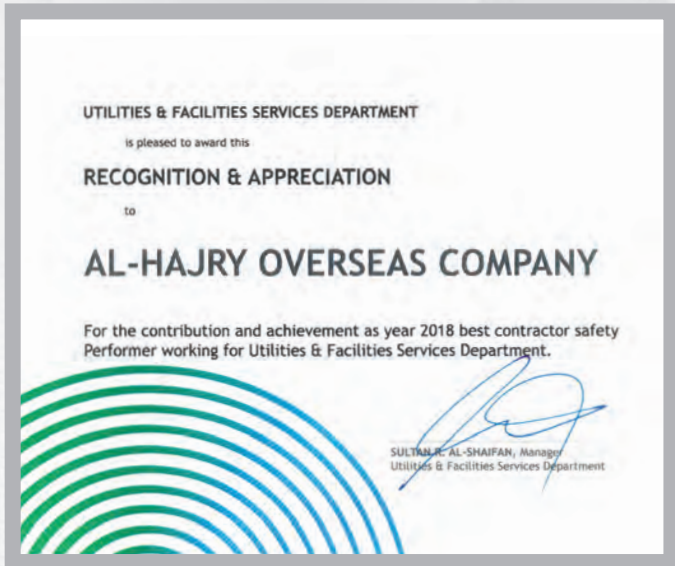 UTILITIES & FACILITIES SERVICES DEPARTMENT
is pleased to award this
RECOGNITION & APPRECIATION
to
AL-HAJRY OVERSEAS COMPANY
For the contribution and achievement as year 2018 best contractor safety
Performer working for Utilities & Facilities Services Department.
SULTAN R. AL-SHAIFAN, Manager
Utilities & Facilities Services Department